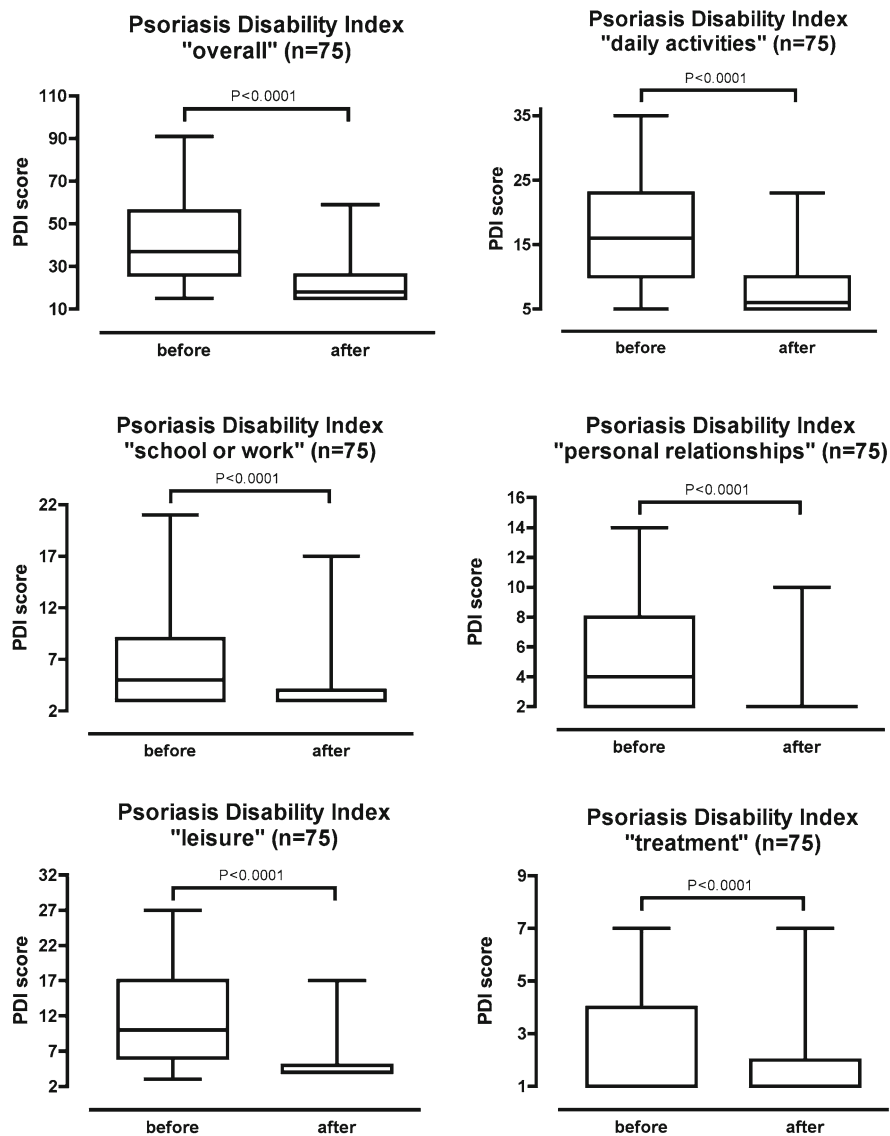 Psoriasis Disability Index
"overall" (n=75)
P<0.0001
110
90
70
50
30
10
PDI score
before after
Psoriasis Disability Index
"daily activities" (n=75)
P<0.0001
35
25
15
5
PDI score
before after
Psoriasis Disability Index
"school or work" (n=75)
P<0.0001
22
17
12
7
2
PDI score
before after
Psoriasis Disability Index
"personal relationships" (n=75)
P<0.0001
16
14
12
10
8
6
4
2
PDI score
before after
Psoriasis Disability Index
"leisure" (n=75)
P<0.0001
32
27
22
17
12
7
2
PDI score
before after
Psoriasis Disability Index
"treatment" (n=75)
P<0.0001
9
7
5
3
1
PDI score
before after